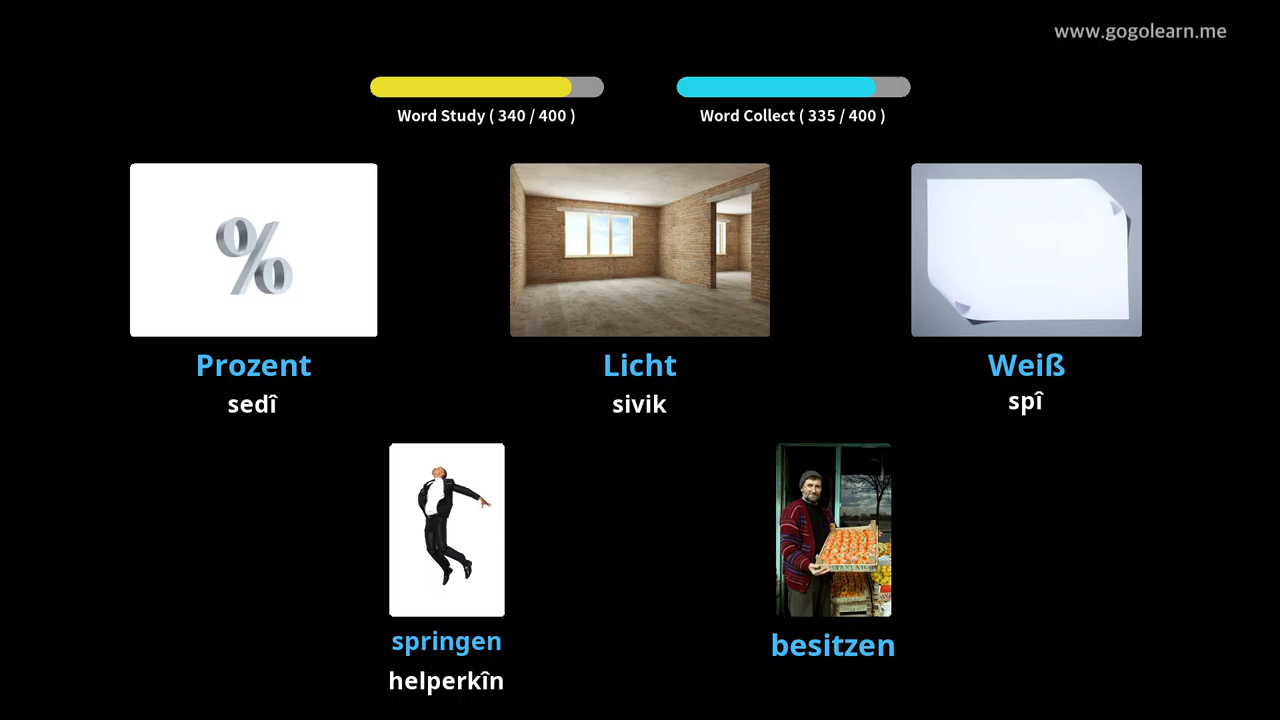 www.gogolearn.me
Word Study ( 340 / 400 )
Word Collect ( 335 / 400 )
%
Prozent
sedî
Licht
sivik
Weiß
spî
springen
helperkîn
besitzen